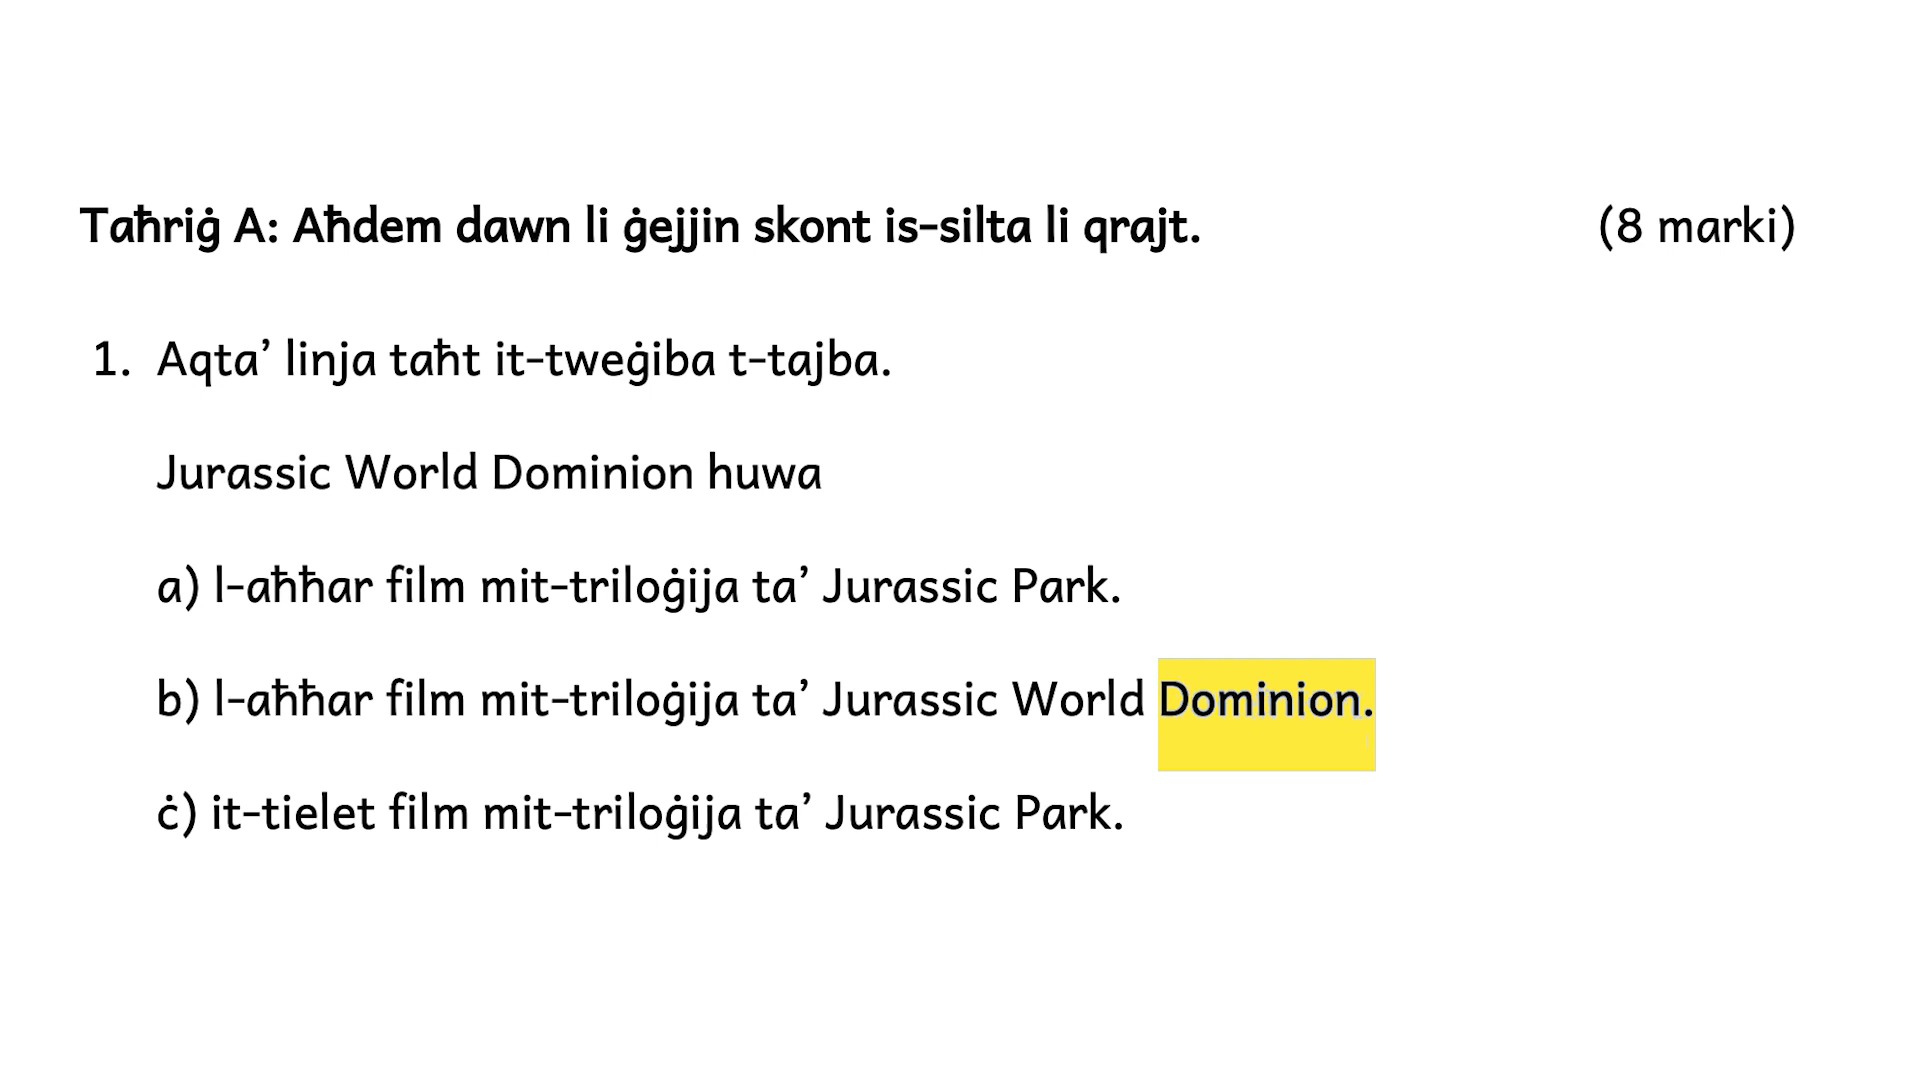 Taħriġ A: Aħdem dawn li ġejjin skont is-silta li qrajt. (8 marki)
1. Aqta’ linja taħt it-tweġiba t-tajba.
Jurassic World Dominion huwa
a) l-aħħar film mit-triloġija ta’ Jurassic Park.
b) l-aħħar film mit-triloġija ta’ Jurassic World Dominion.
ċ) it-tielet film mit-triloġija ta’ Jurassic Park.